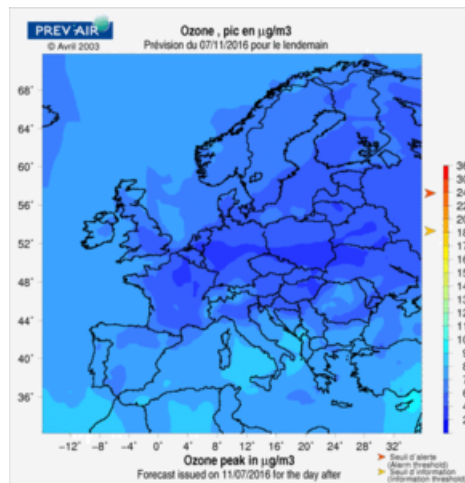 PREV'AIR
© Avril 2003
Ozone , pic en µg/m3
Prévision du 07/11/2016 pour le lendemain
68˚
64˚
60˚
56˚
52˚
48˚
44˚
40˚
36˚
−12˚ −8˚ −4˚ 0˚ 4˚ 8˚ 12˚ 16˚ 20˚ 24˚ 28˚ 32˚
Ozone peak in µg/m3
Forecast issued on 11/07/2016 for the day after
Seuil d'alerte
(Alarm threshold)
Seuil d'information
(Information threshold)